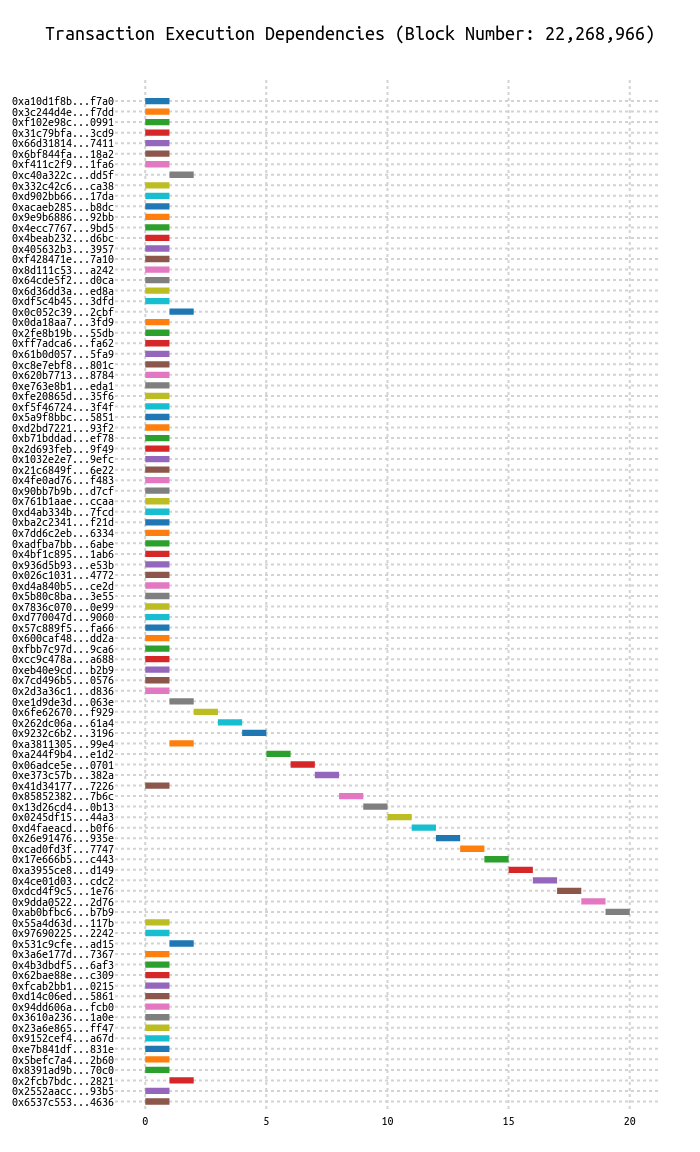 Transaction Execution Dependencies (Block Number: 22,268,966)
0xa10d1f8b...f7a0
0x3c244d4e...f7dd
0xf102e98c...0991
0x31c79bfa...3cd9
0x66d31814...7411
0x6bf844fa...18a2
0xf411c2f9...1fa6
0xc40a322c...dd5f
0x332c42c6...ca38
0xd902bb66...17da
0xacaeb285...b8dc
0x9e9b6886...92bb
0x4ecc7767...9bd5
0x4beab232...d6bc
0x405632b3...3957
0xf428471e...7a10
0x8d111c53...a242
0x64cde5f2...d0ca
0x6d36dd3a...ed8a
0xdf5c4b45...3dfd
0x0c052c39...2cbf
0x0da18aa7...3fd9
0x2fe8b19b...55db
0xff7adca6...fa62
0x61b0d057...5fa9
0xc8e7ebf8...801c
0x620b7713...8784
0xe763e8b1...eda1
0xfe20865d...35f6
0xf5f46724...3f4f
0x5a9f8bbc...5851
0xd2bd7221...93f2
0xb71bddad...ef78
0x2d693feb...9f49
0x1032e2e7...9efc
0x21c6849f...6e22
0x4fe0ad76...f483
0x90bb7b9b...d7cf
0x761b1aae...ccaa
0xd4ab334b...7fcd
0xba2c2341...f21d
0x7dd6c2eb...6334
0xadfba7bb...6abe
0x4bf1c895...1ab6
0x936d5b93...e53b
0x026c1031...4772
0xd4a840b5...ce2d
0x5b80c8ba...3e55
0x7836c070...0e99
0xd770047d...9060
0x57c889f5...fa66
0x600caf48...dd2a
0xfbb7c97d...9ca6
0xcc9c478a...a688
0xeb40e9cd...b2b9
0x7cd496b5...0576
0x2d3a36c1...d836
0xe1d9de3d...063e
0x6fe62670...f929
0x262dc06a...61a4
0x9232c6b2...3196
0xa3811305...99e4
0xa244f9b4...e1d2
0x06adce5e...0701
0xe373c57b...382a
0x41d34177...7226
0x85852382...7b6c
0x13d26cd4...0b13
0x0245df15...44a3
0xd4faeacd...b0f6
0x26e91476...935e
0xcad0fd3f...7747
0x17e666b5...c443
0xa3955ce8...d149
0x4ce01d03...cdc2
0xdcd4f9c5...1e76
0x9dda0522...2d76
0xab0bfbc6...b7b9
0x55a4d63d...117b
0x97690225...2242
0x531c9cfe...ad15
0x3a6e177d...7367
0x4b3dbdf5...6af3
0x62bae88e...c309
0xfcab2bb1...0215
0xd14c06ed...5861
0x94dd606a...fcb0
0x3610a236...1a0e
0x23a6e865...ff47
0x9152cef4...a67d
0xe7b841df...831e
0x5befc7a4...2b60
0x8391ad9b...70c0
0x2fcb7bdc...2821
0x2552aacc...93b5
0x6537c553...4636
0 5 10 15 20